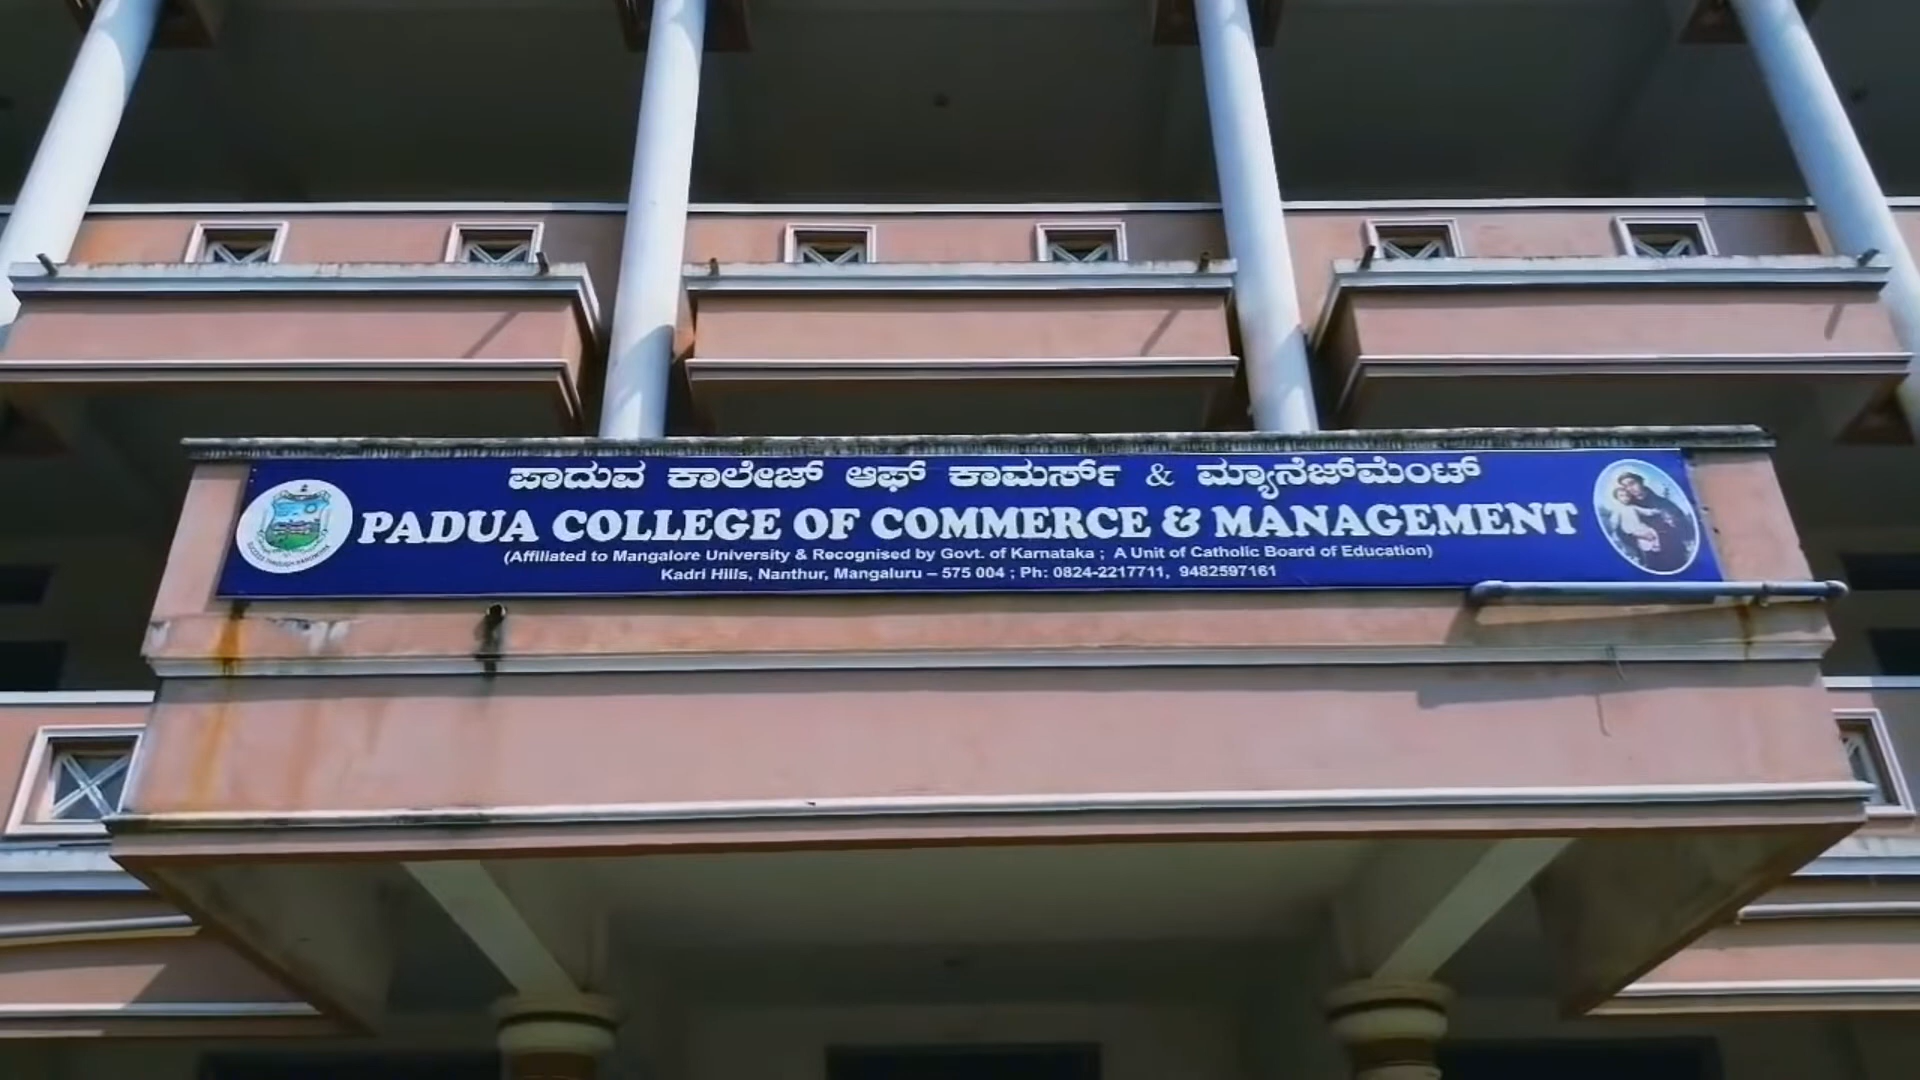 ಪಾದುವ ಕಾಲೇಜ್ ಆಫ್ ಕಾಮರ್ಸ್ & ಮ್ಯಾನೆಜ್‌ಮೆಂಟ್
PADUA COLLEGE OF COMMERCE & MANAGEMENT
(Affiliated to Mangalore University & Recognised by Govt. of Karnataka ; A Unit of Catholic Board of Education)
Kadri Hills, Nanthur, Mangaluru – 575 004 ; Ph: 0824-2217711, 9482597161